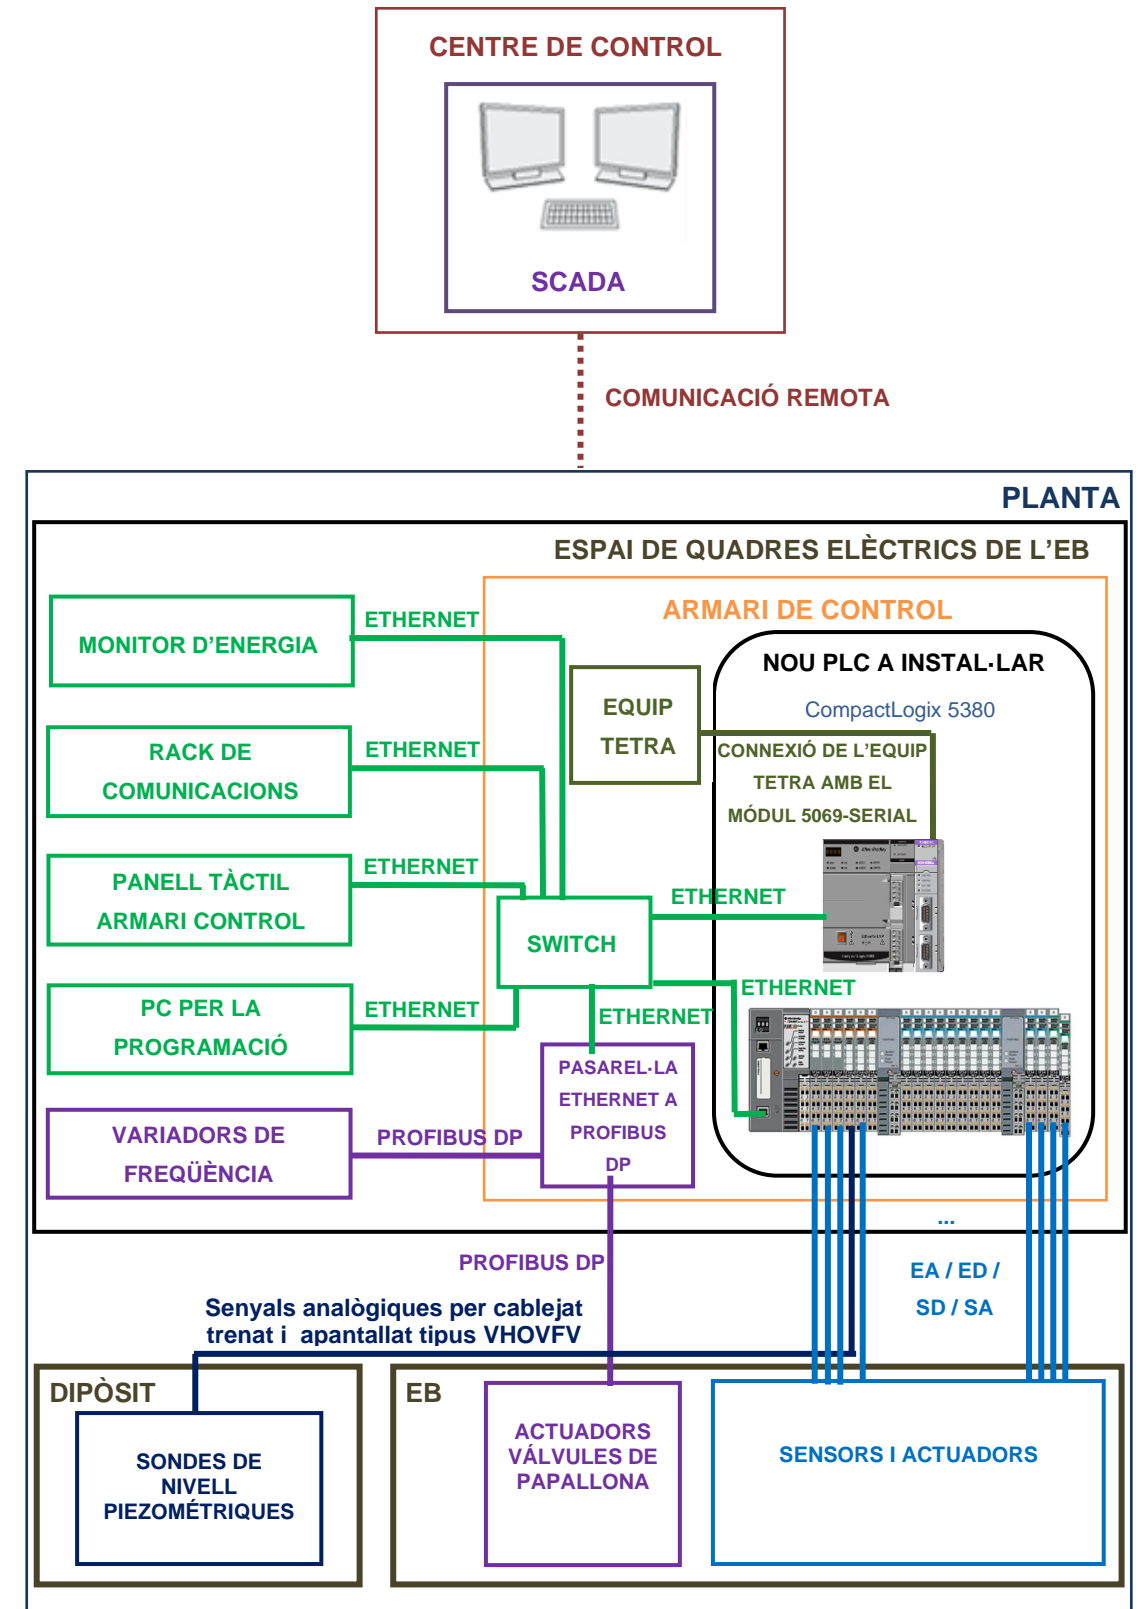 CENTRE DE CONTROL
SCADA
COMUNICACIÓ REMOTA
PLANTA
ESPAI DE QUADRES ELÈCTRICS DE L'EB
ARMARI DE CONTROL
ETHERNET
MONITOR D'ENERGIA
NOU PLC A INSTAL·LAR
CompactLogix 5380
EQUIP
TETRA
CONNEXIÓ DE L'EQUIP
TETRA AMB EL
MÓDUL 5069-SERIAL
ETHERNET
RACK DE
COMUNICACIONS
ETHERNET
PANELL TÀCTIL
ARMARI CONTROL
ETHERNET
SWITCH
ETHERNET
ETHERNET
PC PER LA
PROGRAMACIÓ
ETHERNET
PASAREL·LA
ETHERNET A
PROFIBUS
DP
VARIADORS DE
FREQÜÈNCIA
PROFIBUS DP
...
PROFIBUS DP
EA / ED /
SD / SA
Senyals analògiques per cablejat
trenat i apantallat tipus VHOVFV
DIPÒSIT
SONDES DE
NIVELL
PIEZOMÉTRIQUES
EB
ACTUADORS
VÁLVULES DE
PAPALLONA
SENSORS I ACTUADORS